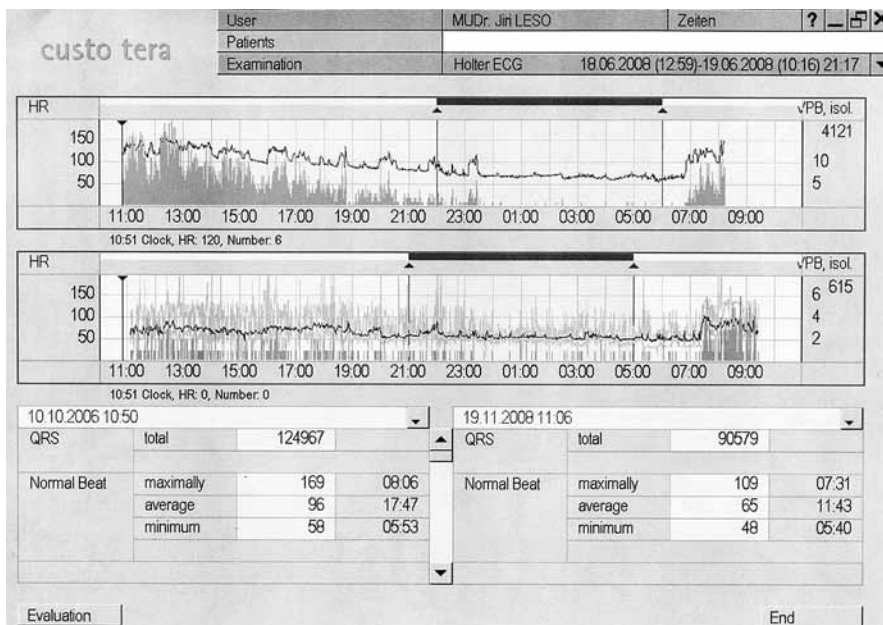 custo tera
User MUDr. Jiri LESO Zeiten ?
Patients
Examination Holter ECG 18.06.2008 (12:59)-19.06.2008 (10:16) 21:17
HR VPB, isol.
4121
150
100 10
50 5
11:00 13:00 15:00 17:00 19:00 21:00 23:00 01:00 03:00 05:00 07:00 09:00
10:51 Clock, HR: 120, Number: 6
HR VPB, isol.
150 6 615
100 4
50 2
11:00 13:00 15:00 17:00 19:00 21:00 23:00 01:00 03:00 05:00 07:00 09:00
10:51 Clock, HR: 0, Number: 0
10.10.2006 10:50 19.11.2008 11:06
QRS total 124967 QRS total 90579
Normal Beat maximally 169 08:06 Normal Beat maximally 109 07:31
average 96 17:47 average 65 11:43
minimum 58 05:53 minimum 48 05:40
Evaluation End